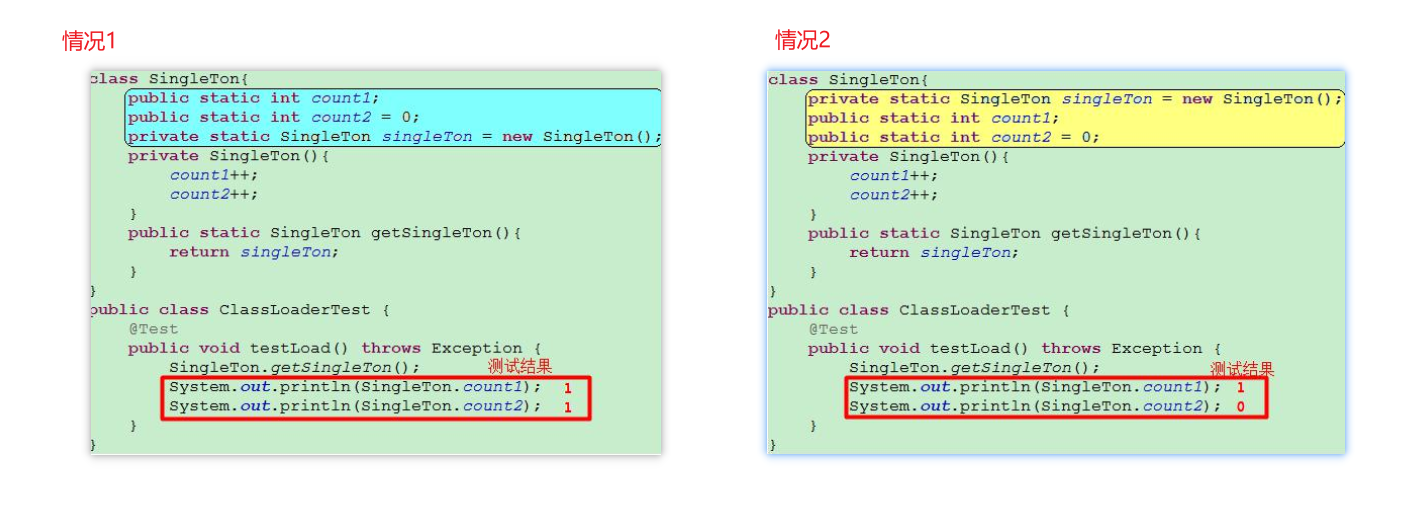 情况1
class SingleTon{
public static int count1;
public static int count2 = 0;
private static SingleTon singleTon = new SingleTon();
private SingleTon(){
count1++;
count2++;
}
public static SingleTon getSingleTon(){
return singleTon;
}
}
public class ClassLoaderTest {
@Test
public void testLoad() throws Exception {
SingleTon.getSingleTon(); 测试结果
System.out.println(SingleTon.count1); 1
System.out.println(SingleTon.count2); 1
}
}
情况2
class SingleTon{
private static SingleTon singleTon = new SingleTon();
public static int count1;
public static int count2 = 0;
private SingleTon(){
count1++;
count2++;
}
public static SingleTon getSingleTon(){
return singleTon;
}
}
public class ClassLoaderTest {
@Test
public void testLoad() throws Exception {
SingleTon.getSingleTon(); 测试结果
System.out.println(SingleTon.count1); 1
System.out.println(SingleTon.count2); 0
}
}